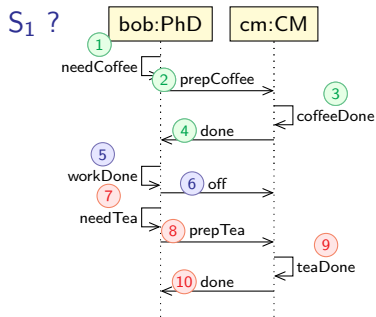 S₁ ?
bob:PhD cm:CM
1
needCoffee
2 prepCoffee
3
coffeeDone
4 done
5
workDone
6 off
7
needTea
8 prepTea
9
teaDone
10 done